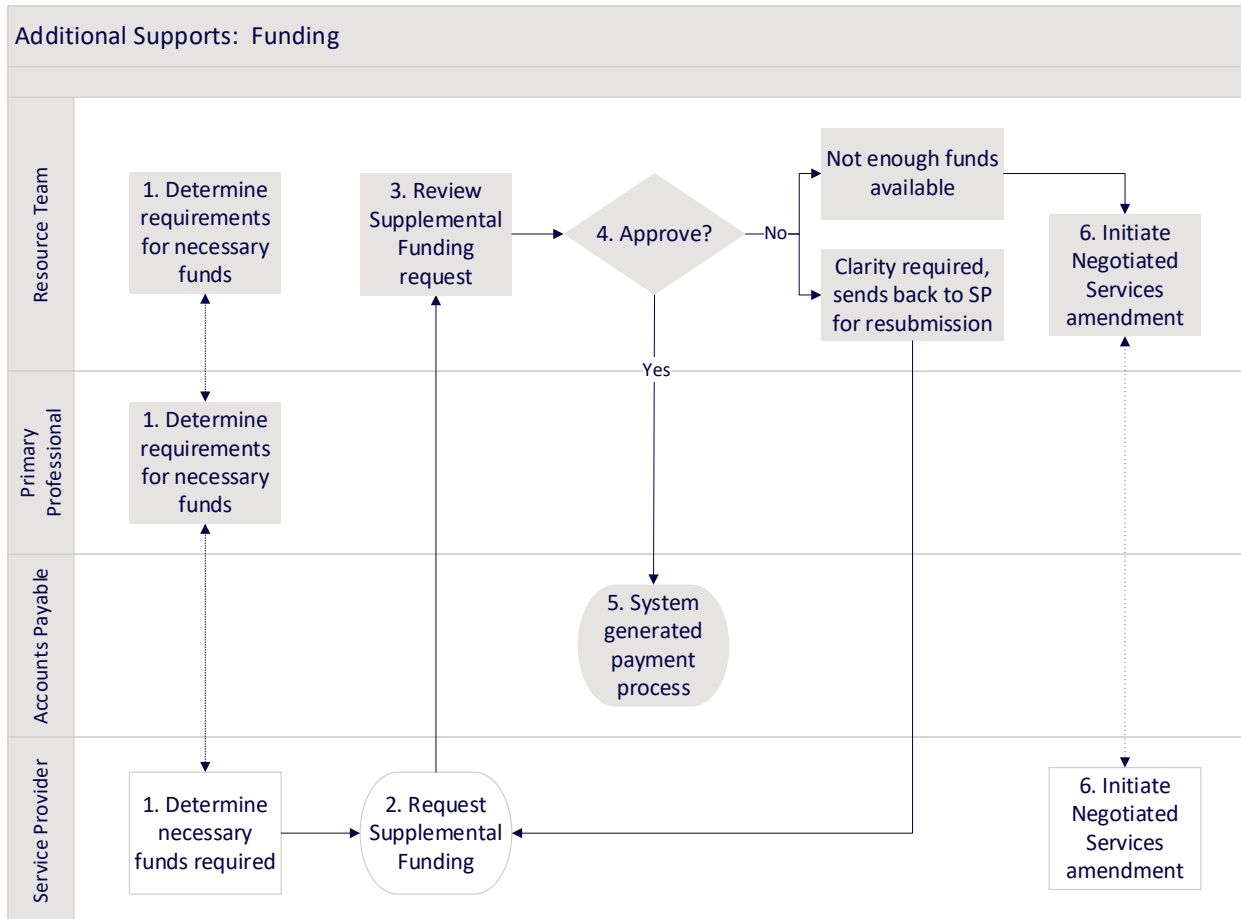 Additional Supports:  Funding
Resource Team
1. Determine
requirements
for necessary
funds
3. Review
Supplemental
Funding
request
4. Approve?
No
Not enough funds
available
Clarity required,
sends back to SP
for resubmission
6. Initiate
Negotiated
Services
amendment
Yes
Primary
Professional
1. Determine
requirements
for necessary
funds
Accounts Payable
5. System
generated
payment
process
Service Provider
1. Determine
necessary
funds required
2. Request
Supplemental
Funding
6. Initiate
Negotiated
Services
amendment